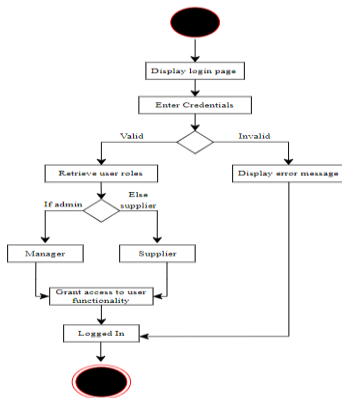 Display login page
Enter Credentials
Valid
Invalid
Retrieve user roles
Display error message
If admin
Else
supplier
Manager
Supplier
Grant access to user
functionality
Logged In